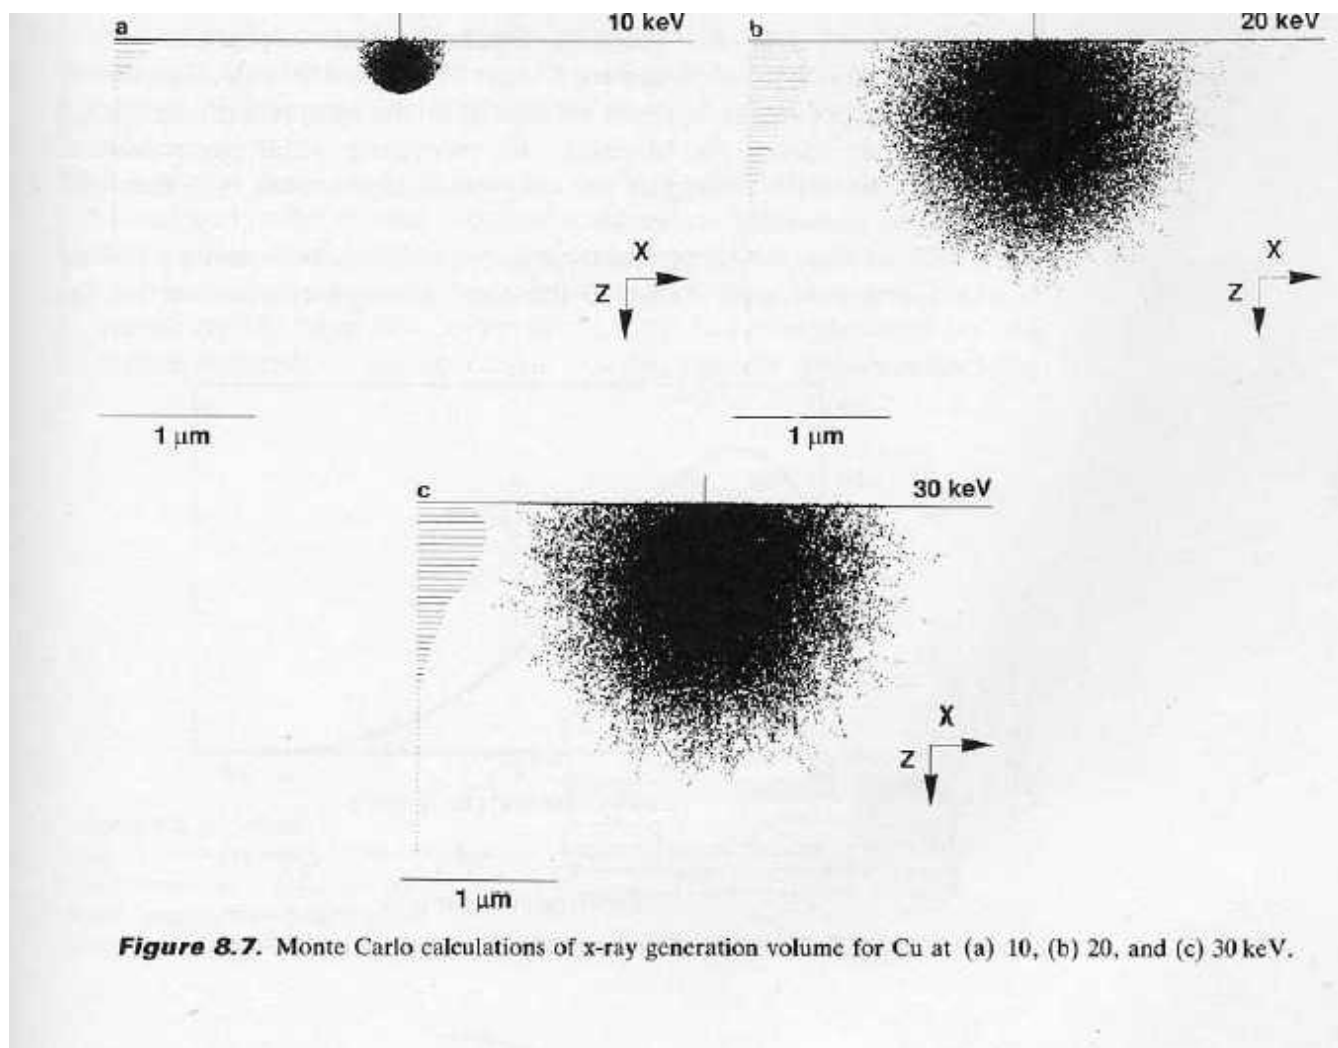 a
10 keV
X
Z
1 μm
b
20 keV
X
Z
1 μm
c
30 keV
X
Z
1 μm
Figure 8.7. Monte Carlo calculations of x-ray generation volume for Cu at (a) 10, (b) 20, and (c) 30 keV.